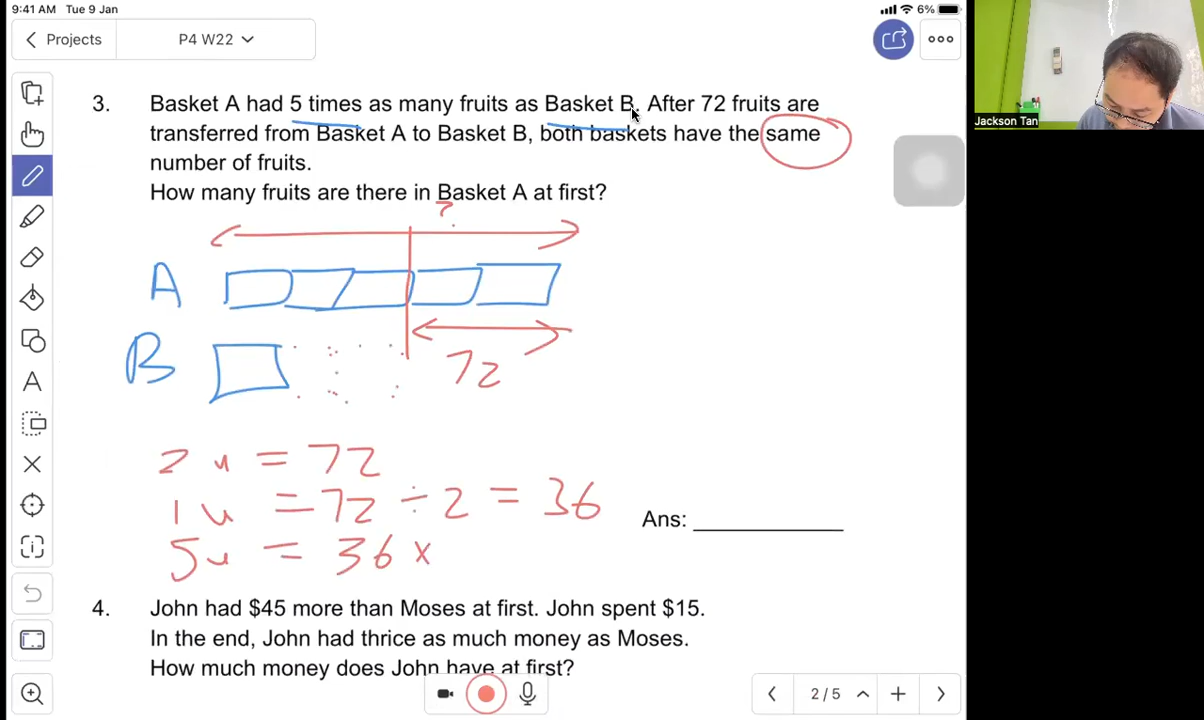 9:41 AM Tue 9 Jan
6%
Projects
P4 W22
3. Basket A had 5 times as many fruits as Basket B. After 72 fruits are
transferred from Basket A to Basket B, both baskets have the same
number of fruits.
How many fruits are there in Basket A at first?
?
A
B
72
2u = 72
1u = 72 ÷ 2 = 36
5u = 36 ×
Ans:
4. John had $45 more than Moses at first. John spent $15.
In the end, John had thrice as much money as Moses.
How much money does John have at first?
2/5
Jackson Tan